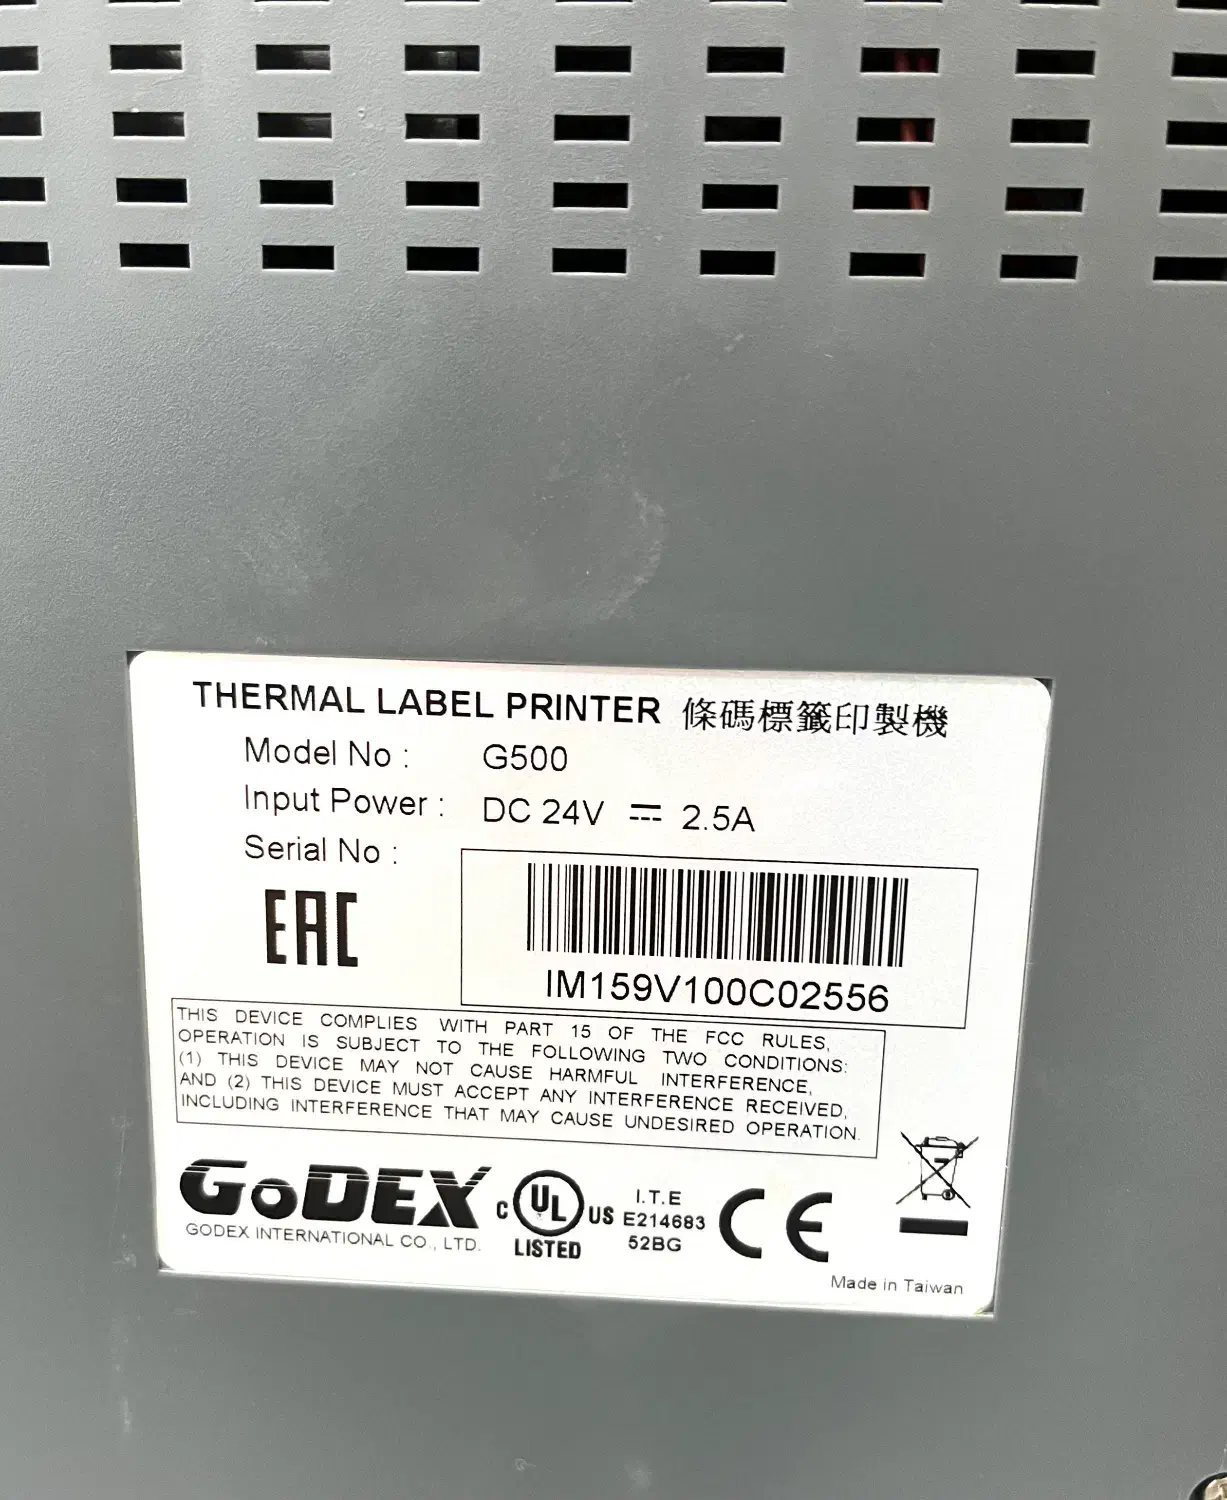 THERMAL LABEL PRINTER 條碼標籤印製機
Model No : G500
Input Power : DC 24V ⎓ 2.5A
Serial No :
EAC
IM159V100C02556
THIS DEVICE COMPLIES WITH PART 15 OF THE FCC RULES,
OPERATION IS SUBJECT TO THE FOLLOWING TWO CONDITIONS:
(1) THIS DEVICE MAY NOT CAUSE HARMFUL INTERFERENCE,
AND (2) THIS DEVICE MUST ACCEPT ANY INTERFERENCE RECEIVED,
INCLUDING INTERFERENCE THAT MAY CAUSE UNDESIRED OPERATION.
GoDEX
GODEX INTERNATIONAL CO., LTD.
C UL US
LISTED
I.T.E
E214683
52BG
CE
Made in Taiwan